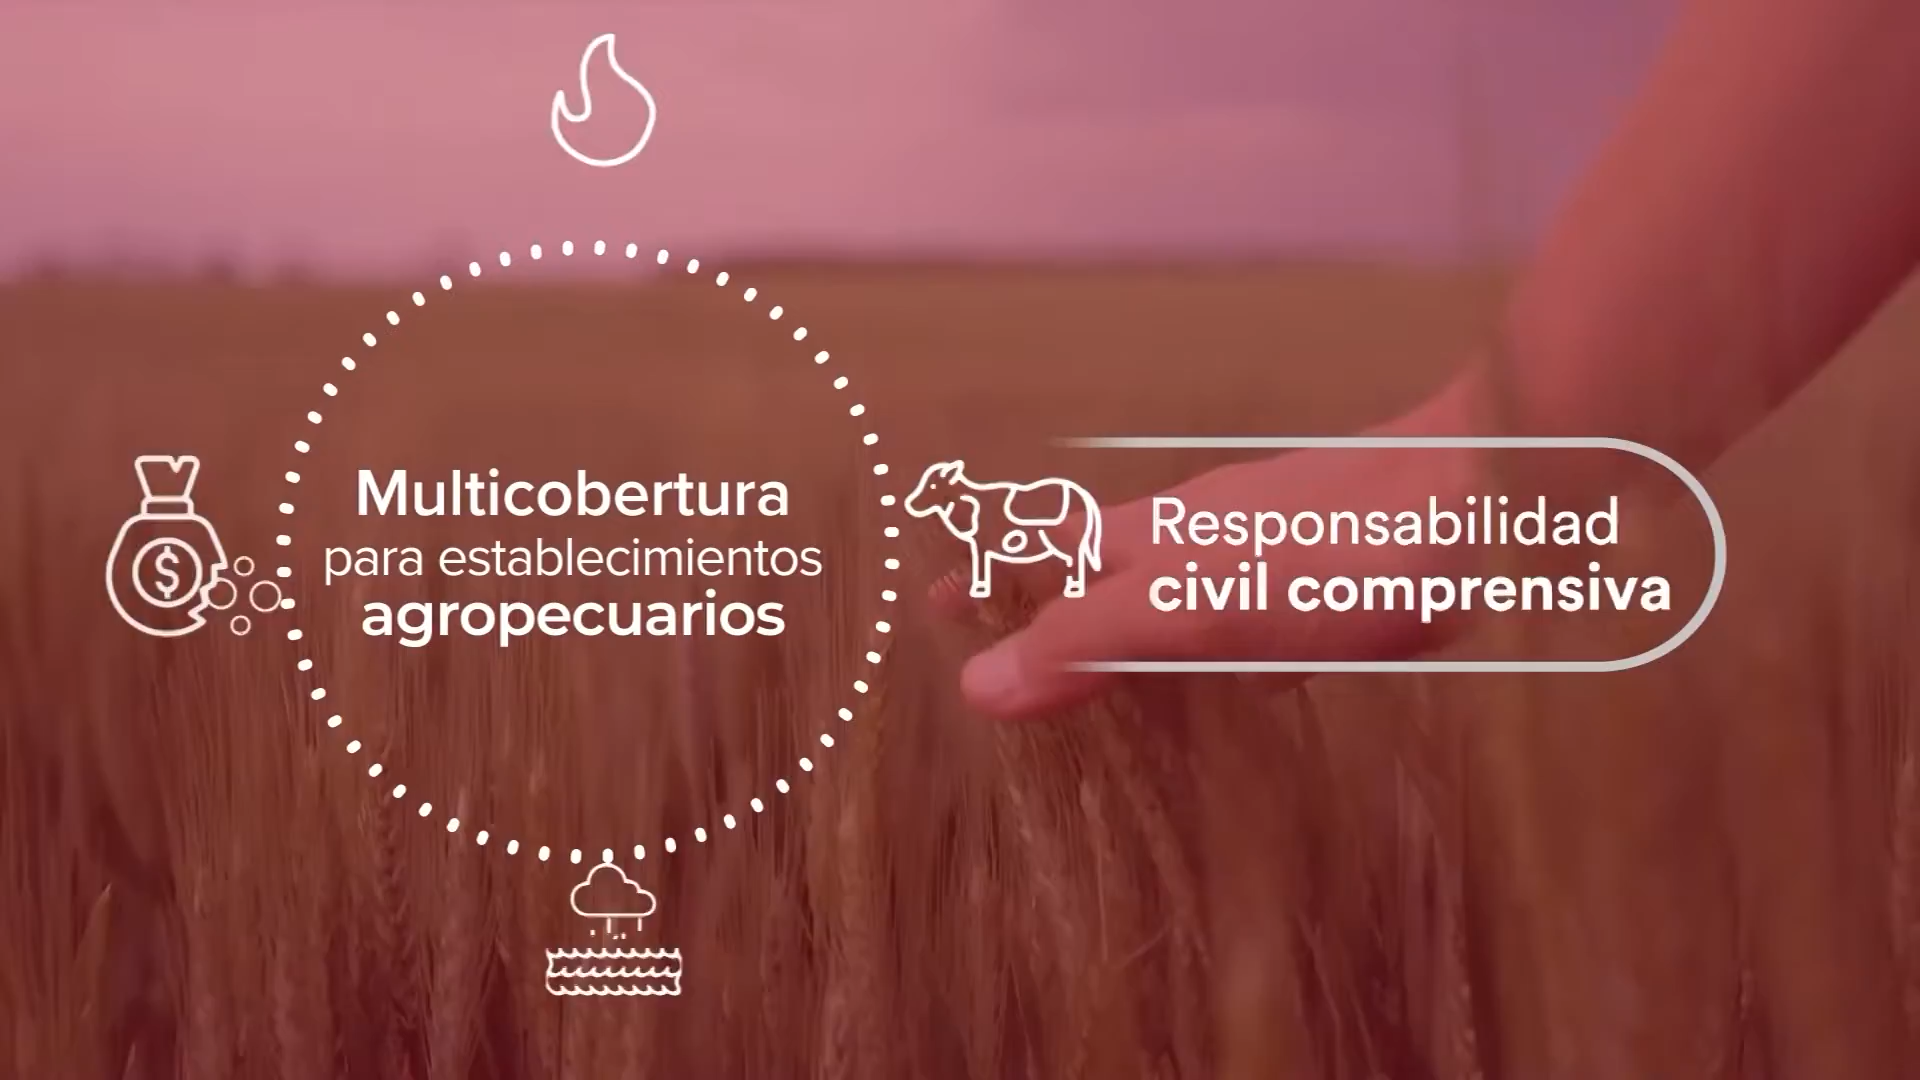 Multicobertura
para establecimientos
agropecuarios
Responsabilidad
civil comprensiva
$